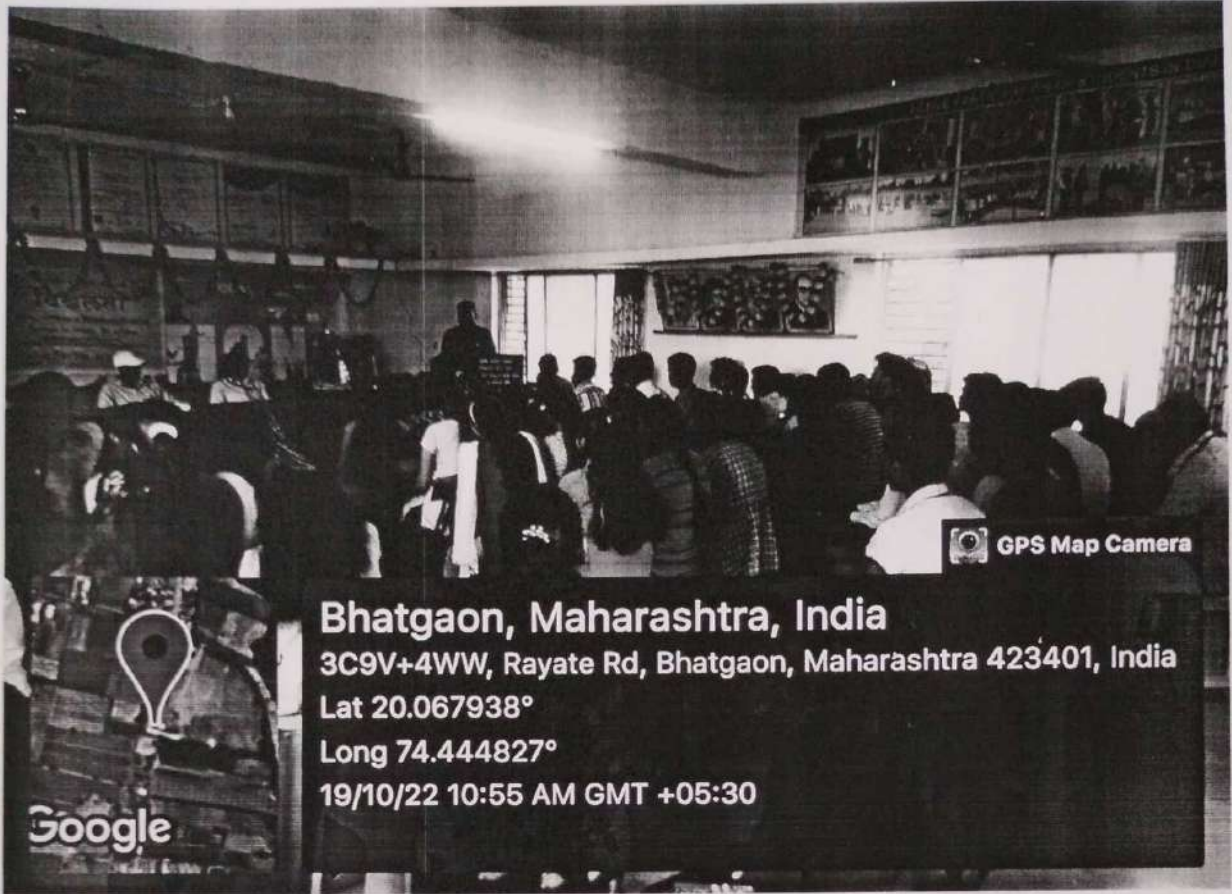 GPS Map Camera
Bhatgaon, Maharashtra, India
3C9V+4WW, Rayate Rd, Bhatgaon, Maharashtra 423401, India
Lat 20.067938°
Long 74.444827°
19/10/22 10:55 AM GMT +05:30
Google